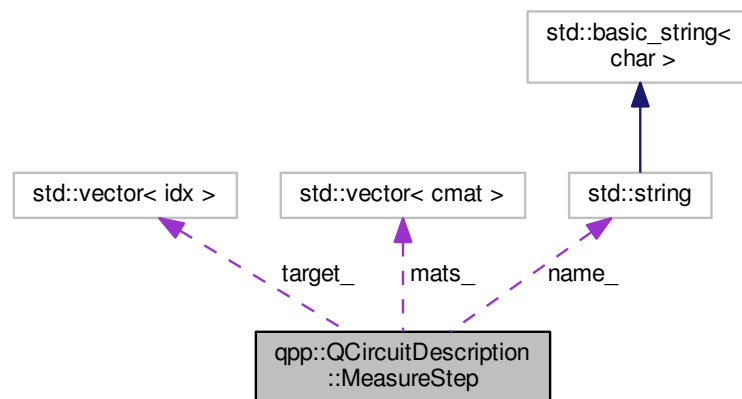 std::basic_string<
char >
std::vector< idx >
std::vector< cmat >
std::string
target_
mats_
name_
qpp::QCircuitDescription
::MeasureStep